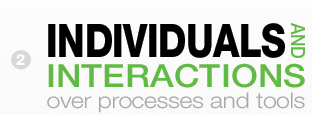 2
INDIVIDUALS AND
INTERACTIONS
over processes and tools